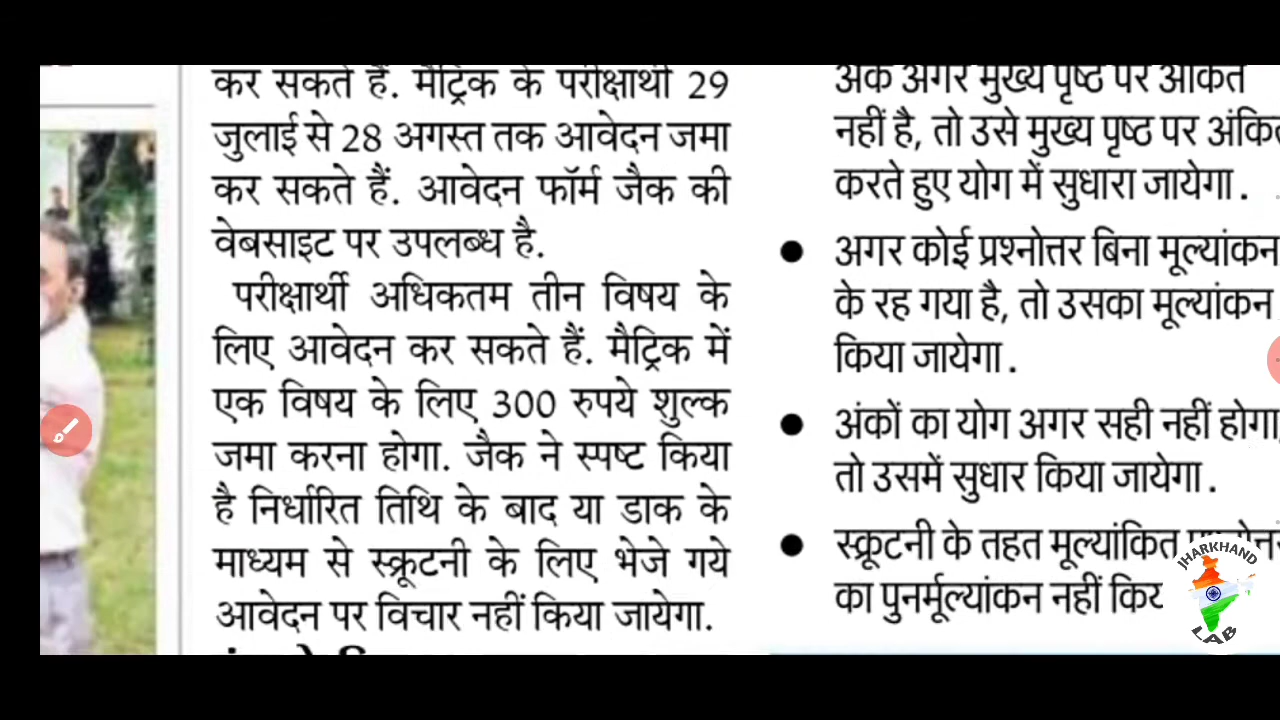 कर सकते हैं. मैट्रिक के परीक्षार्थी 29
जुलाई से 28 अगस्त तक आवेदन जमा
कर सकते हैं. आवेदन फॉर्म जैक की
वेबसाइट पर उपलब्ध है.
परीक्षार्थी अधिकतम तीन विषय के
लिए आवेदन कर सकते हैं. मैट्रिक में
एक विषय के लिए 300 रुपये शुल्क
जमा करना होगा. जैक ने स्पष्ट किया
है निर्धारित तिथि के बाद या डाक के
माध्यम से स्क्रूटनी के लिए भेजे गये
आवेदन पर विचार नहीं किया जायेगा.
अंक अगर मुख्य पृष्ठ पर अंकित
नहीं है, तो उसे मुख्य पृष्ठ पर
करते हुए योग में सुधारा जायेगा.
● अगर कोई प्रश्नोत्तर बिना मूल्यांकन
के रह गया है, तो उसका मूल्यांकन
किया जायेगा.
● अंकों का योग अगर सही नहीं होगा,
तो उसमें सुधार किया जायेगा.
● स्क्रूटनी के तहत मूल्यांकित
का पुनर्मूल्यांकन नहीं
JHARKHAND
LAB